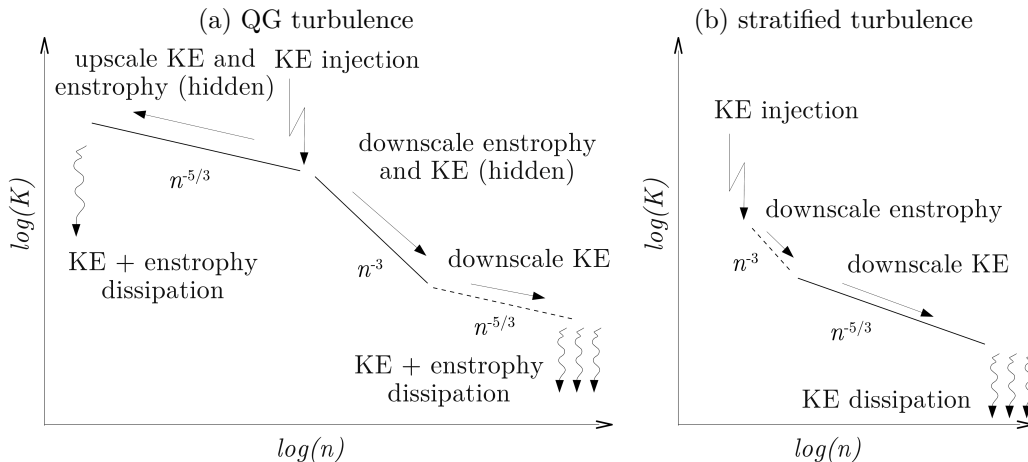 (a) QG turbulence
upscale KE and
enstrophy (hidden)
KE injection
downscale enstrophy
and KE (hidden)
n-5/3
log(K)
KE + enstrophy
dissipation
n-3
downscale KE
n-5/3
KE + enstrophy
dissipation
log(n)
(b) stratified turbulence
KE injection
log(K)
downscale enstrophy
n-3
downscale KE
n-5/3
KE dissipation
log(n)